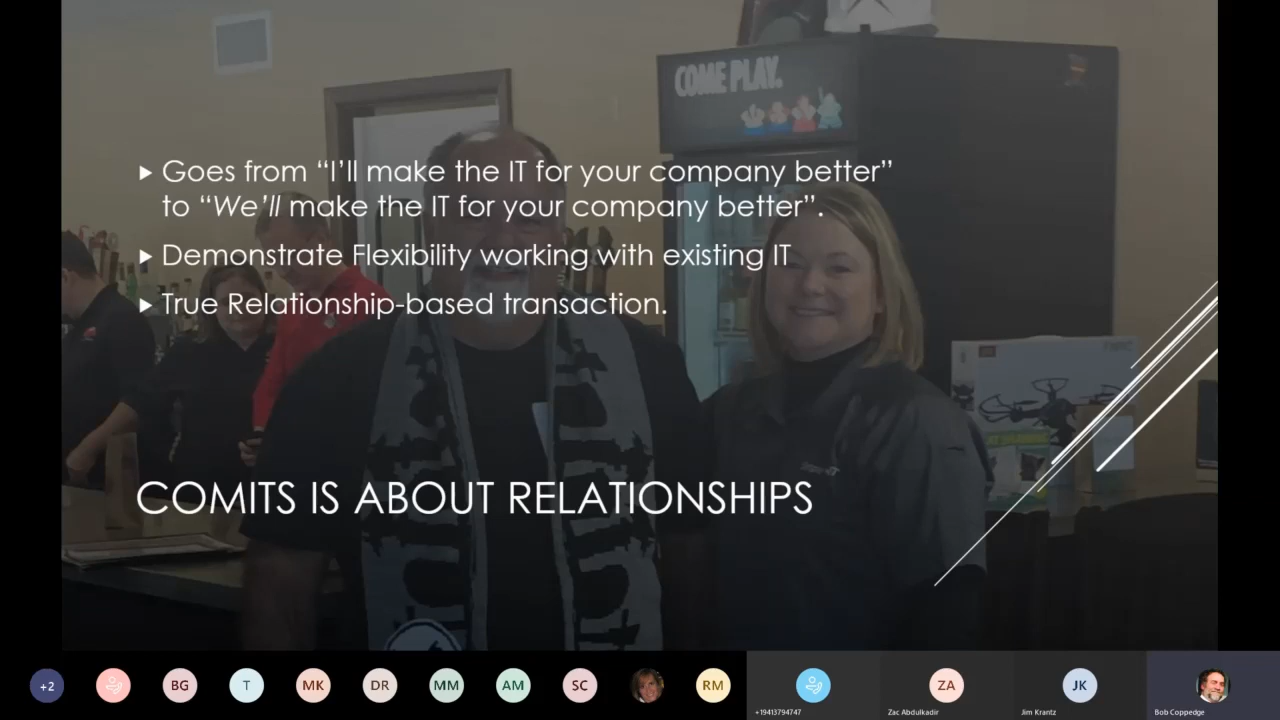 COME PLAY.
▸ Goes from “I’ll make the IT for your company better”
to “We’ll make the IT for your company better”.
▸ Demonstrate Flexibility working with existing IT
▸ True Relationship-based transaction.
COMITS IS ABOUT RELATIONSHIPS
+2 BG T MK DR MM AM SC RM ZA JK
+19413794747 Zac Abdulkadir Jim Krantz Bob Coppedge